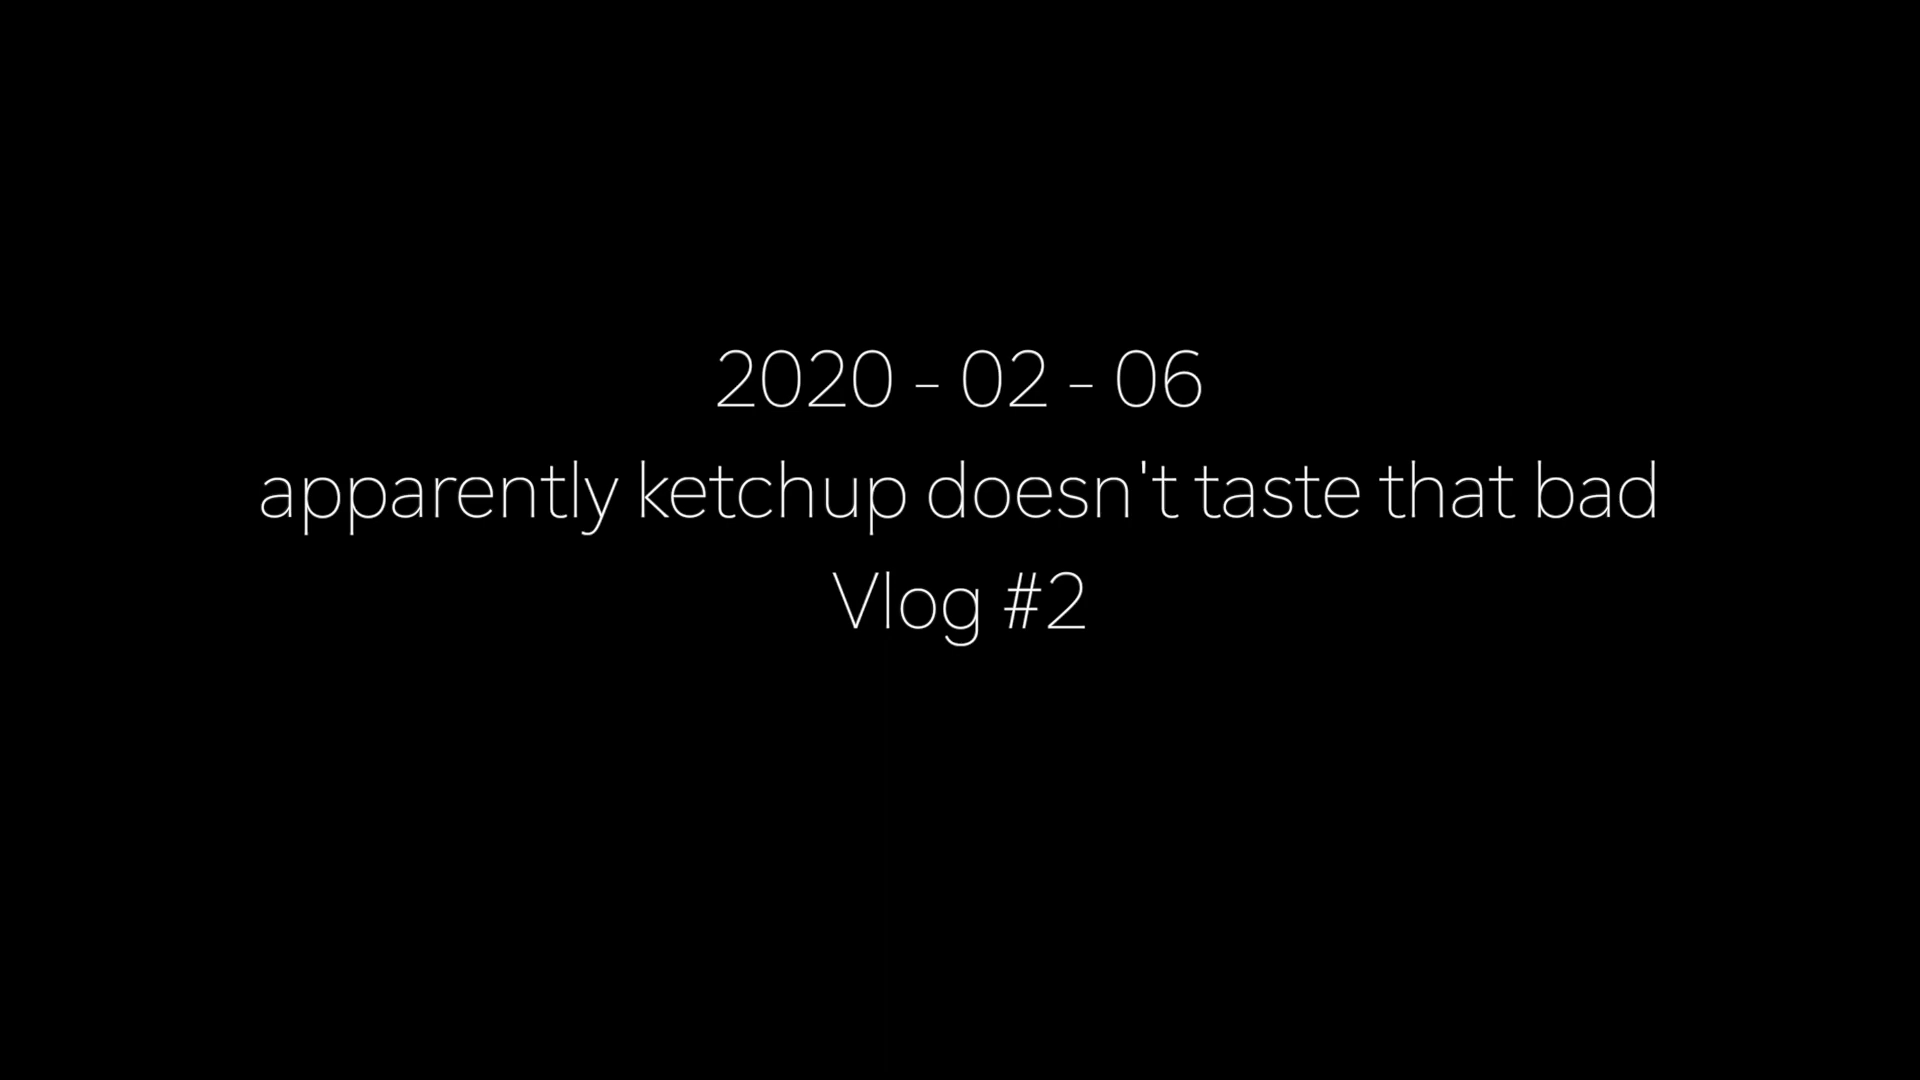 2020 - 02 - 06
apparently ketchup doesn't taste that bad
Vlog #2